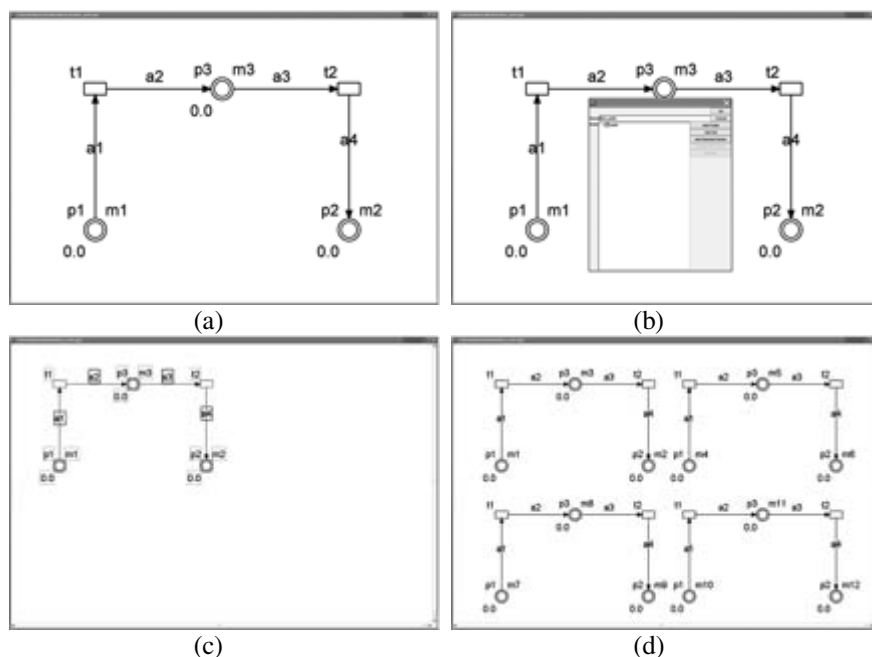 t1 a2 p3 m3 a3 t2
0.0
a1 a4
p1 m1 p2 m2
0.0 0.0
(a)
t1 a2 p3 m3 a3 t2
a1 a4
p1 m1 p2 m2
0.0 0.0
(b)
t1 a2 p3 m3 a3 t2
0.0
a1 a4
p1 m1 p2 m2
0.0 0.0
(c)
t1 a2 p3 m3 a3 t2 t1 a2 p3 m5 a3 t2
0.0 0.0
a1 a4 a1 a4
p1 m1 p2 m2 p1 m4 p2 m6
0.0 0.0 0.0 0.0
t1 a2 p3 m8 a3 t2 t1 a2 p3 m11 a3 t2
0.0 0.0
a1 a4 a1 a4
p1 m7 p2 m9 p1 m10 p2 m12
0.0 0.0 0.0 0.0
(d)